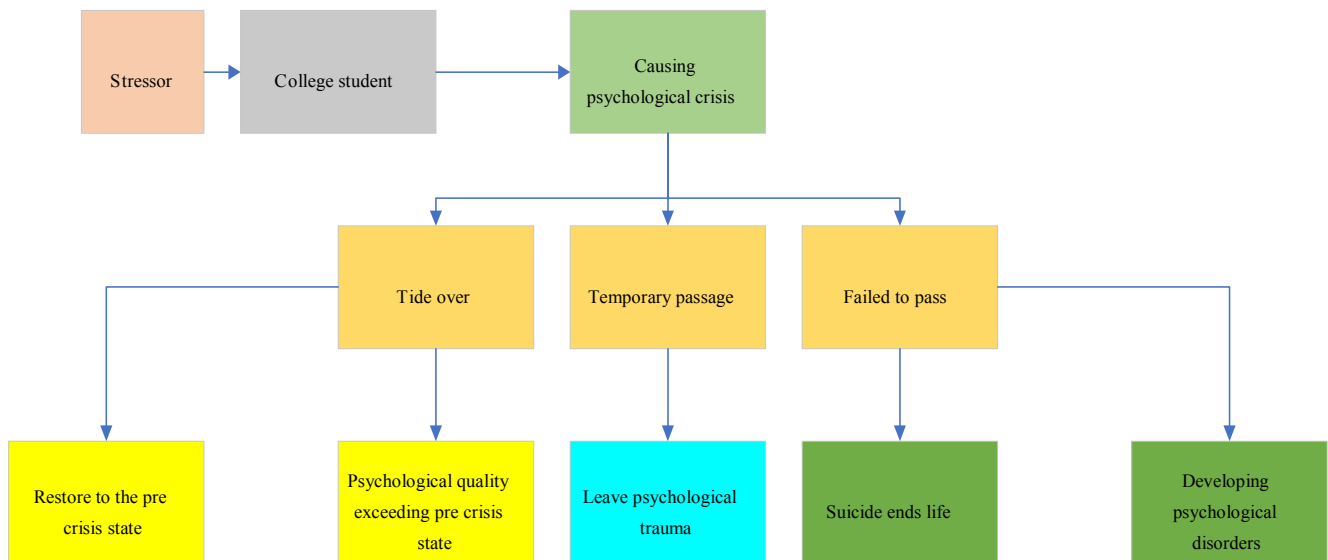 Stressor
College student
Causing
psychological crisis
Tide over
Temporary passage
Failed to pass
Restore to the pre
crisis state
Psychological quality
exceeding pre crisis
state
Leave psychological
trauma
Suicide ends life
Developing
psychological
disorders